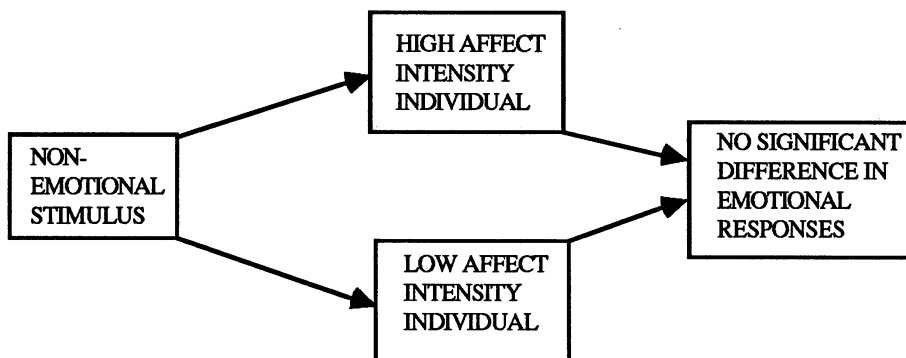 NON-
EMOTIONAL
STIMULUS
HIGH AFFECT
INTENSITY
INDIVIDUAL
LOW AFFECT
INTENSITY
INDIVIDUAL
NO SIGNIFICANT
DIFFERENCE IN
EMOTIONAL
RESPONSES